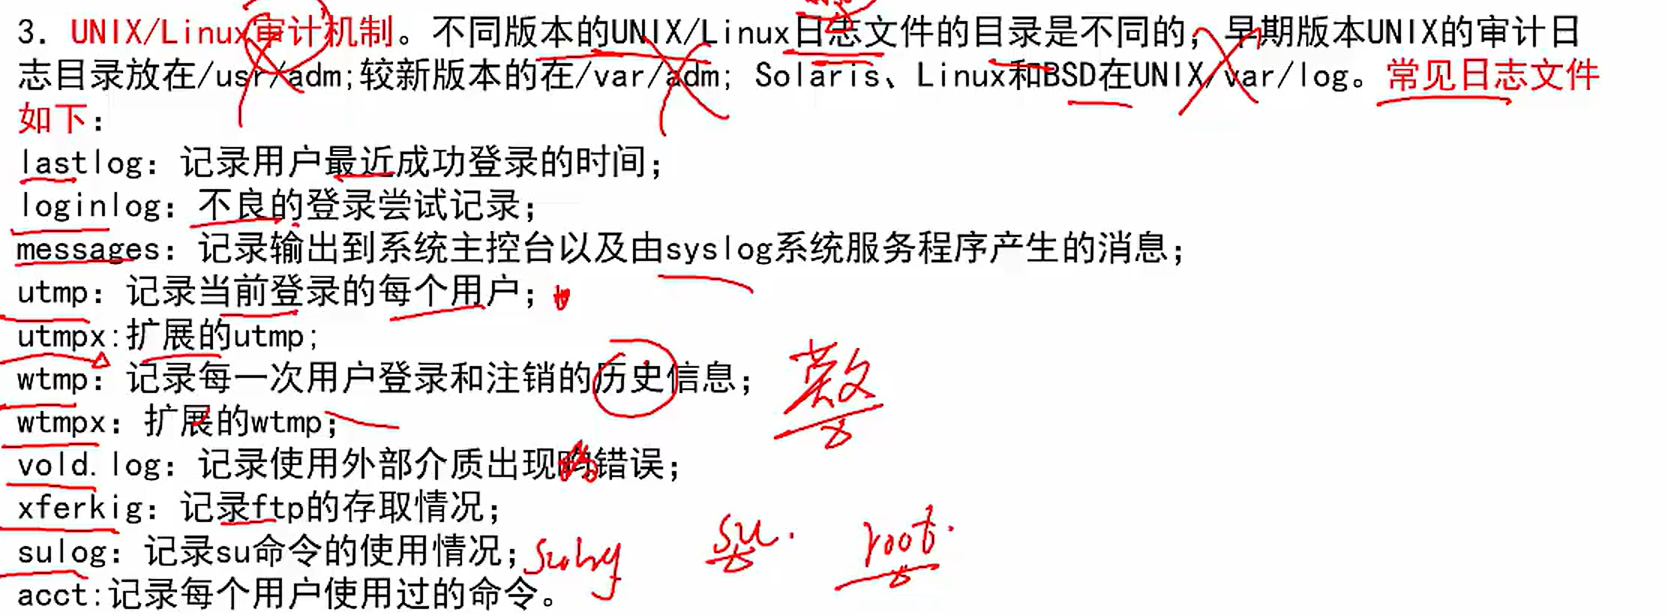 3. UNIX/Linux审计机制。不同版本的UNIX/Linux日志文件的目录是不同的，早期版本UNIX的审计日
志目录放在/usr/adm;较新版本的在/var/adm; Solaris、Linux和BSD在UNIX/var/log。常见日志文件
如下：
lastlog：记录用户最近成功登录的时间；
loginlog：不良的登录尝试记录；
messages：记录输出到系统主控台以及由syslog系统服务程序产生的消息；
utmp：记录当前登录的每个用户；
utmpx:扩展的utmp;
wtmp：记录每一次用户登录和注销的历史信息；
wtmpx：扩展的wtmp；
vold.log：记录使用外部介质出现的错误；
xferkig：记录ftp的存取情况；
sulog：记录su命令的使用情况； sulog su. root.
acct:记录每个用户使用过的命令。